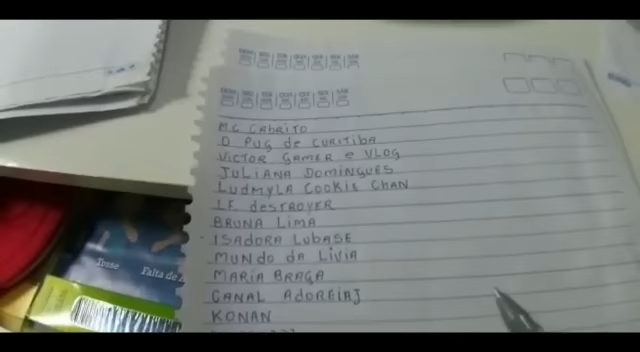 MC CABRITO
O PUG de CURITIBA
VICTOR GAMER e VLOG
JULIANA DOMINGUES
LUDMYLA COOKIE CHAN
LF destROYER
BRUNA LIMA
ISADORA LUBASE
MUNDO da LIVIA
MARIA BRAGA
CANAL ADOREIAJ
KONAN
Tosse
Falta de